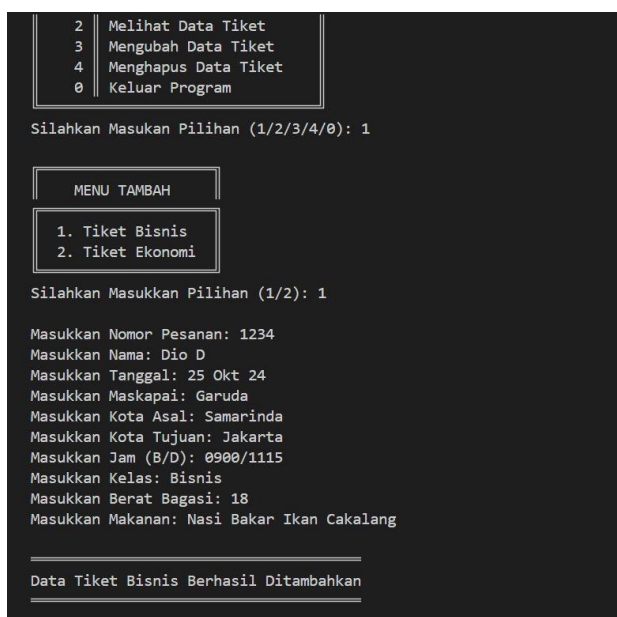 2 Melihat Data Tiket
3 Mengubah Data Tiket
4 Menghapus Data Tiket
0 Keluar Program
Silahkan Masukan Pilihan (1/2/3/4/0): 1
MENU TAMBAH
1. Tiket Bisnis
2. Tiket Ekonomi
Silahkan Masukkan Pilihan (1/2): 1
Masukkan Nomor Pesanan: 1234
Masukkan Nama: Dio D
Masukkan Tanggal: 25 Okt 24
Masukkan Maskapai: Garuda
Masukkan Kota Asal: Samarinda
Masukkan Kota Tujuan: Jakarta
Masukkan Jam (B/D): 0900/1115
Masukkan Kelas: Bisnis
Masukkan Berat Bagasi: 18
Masukkan Makanan: Nasi Bakar Ikan Cakalang
Data Tiket Bisnis Berhasil Ditambahkan